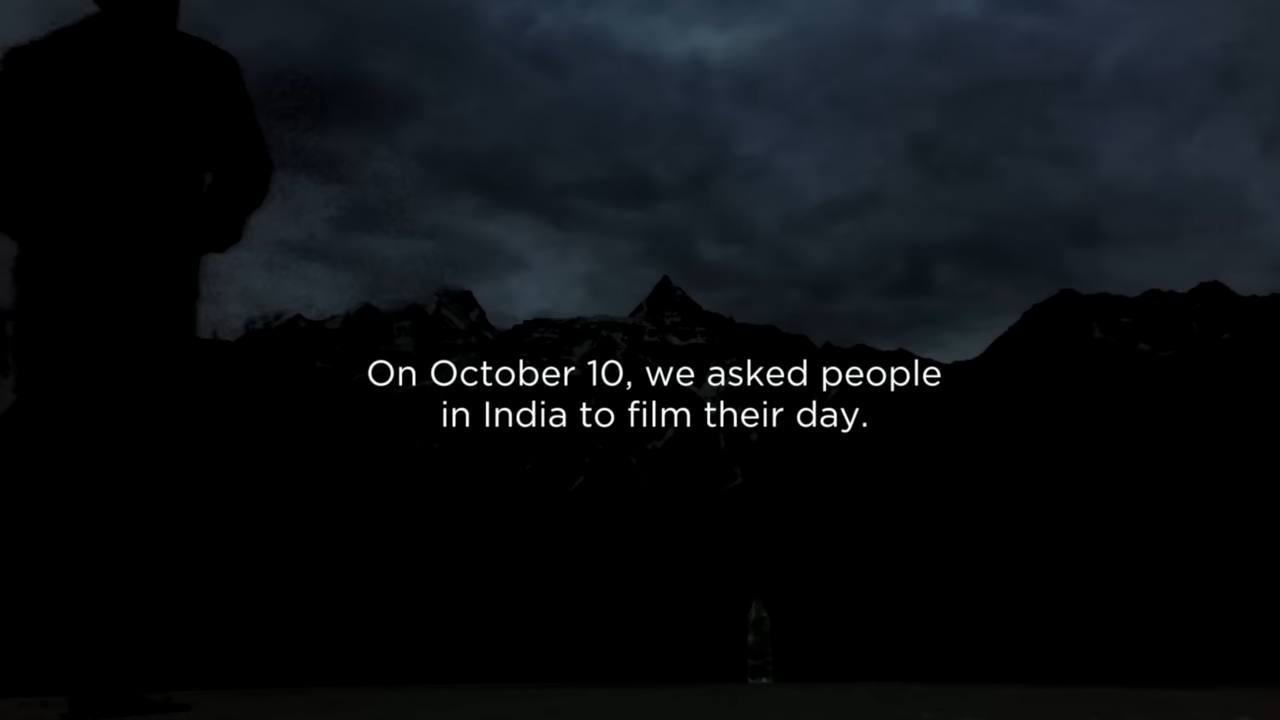 On October 10, we asked people
in India to film their day.